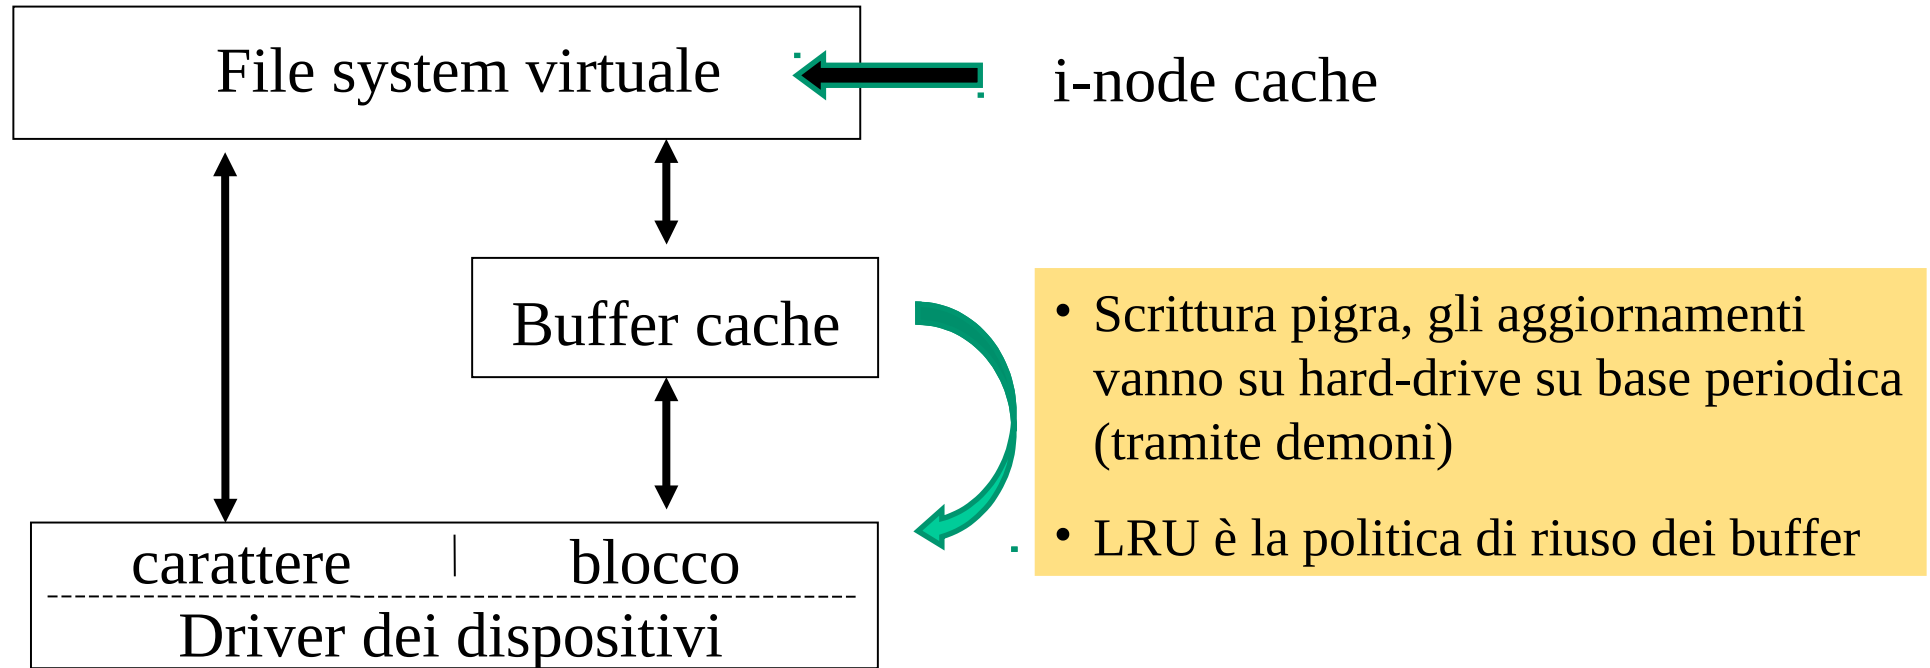 File system virtuale
i-node cache
Buffer cache
• Scrittura pigra, gli aggiornamenti
vanno su hard-drive su base periodica
(tramite demoni)
• LRU è la politica di riuso dei buffer
carattere
blocco
Driver dei dispositivi